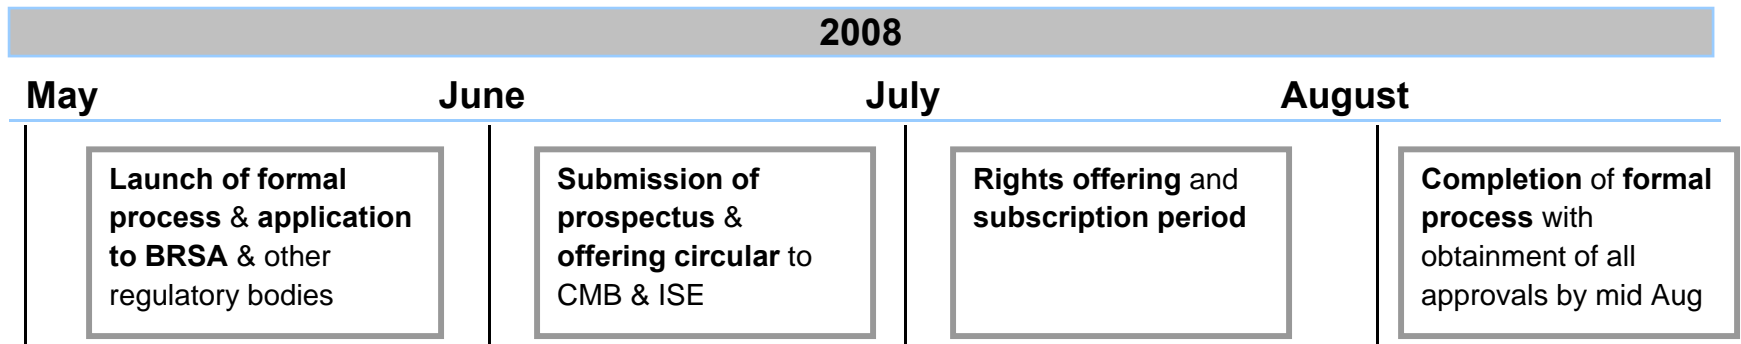 2008
May June July August
Launch of formal
process & application
to BRSA & other
regulatory bodies
Submission of
prospectus &
offering circular to
CMB & ISE
Rights offering and
subscription period
Completion of formal
process with
obtainment of all
approvals by mid Aug